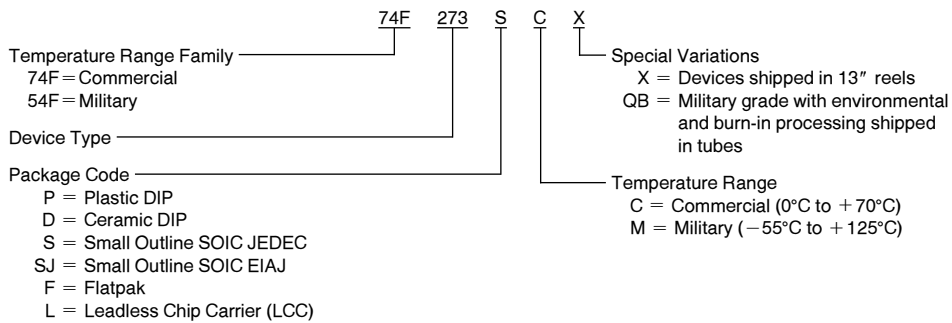 74F 273 S C X
Temperature Range Family
74F = Commercial
54F = Military
Device Type
Package Code
P = Plastic DIP
D = Ceramic DIP
S = Small Outline SOIC JEDEC
SJ = Small Outline SOIC EIAJ
F = Flatpak
L = Leadless Chip Carrier (LCC)
Special Variations
X = Devices shipped in 13″ reels
QB = Military grade with environmental
and burn-in processing shipped
in tubes
Temperature Range
C = Commercial (0°C to +70°C)
M = Military (−55°C to +125°C)